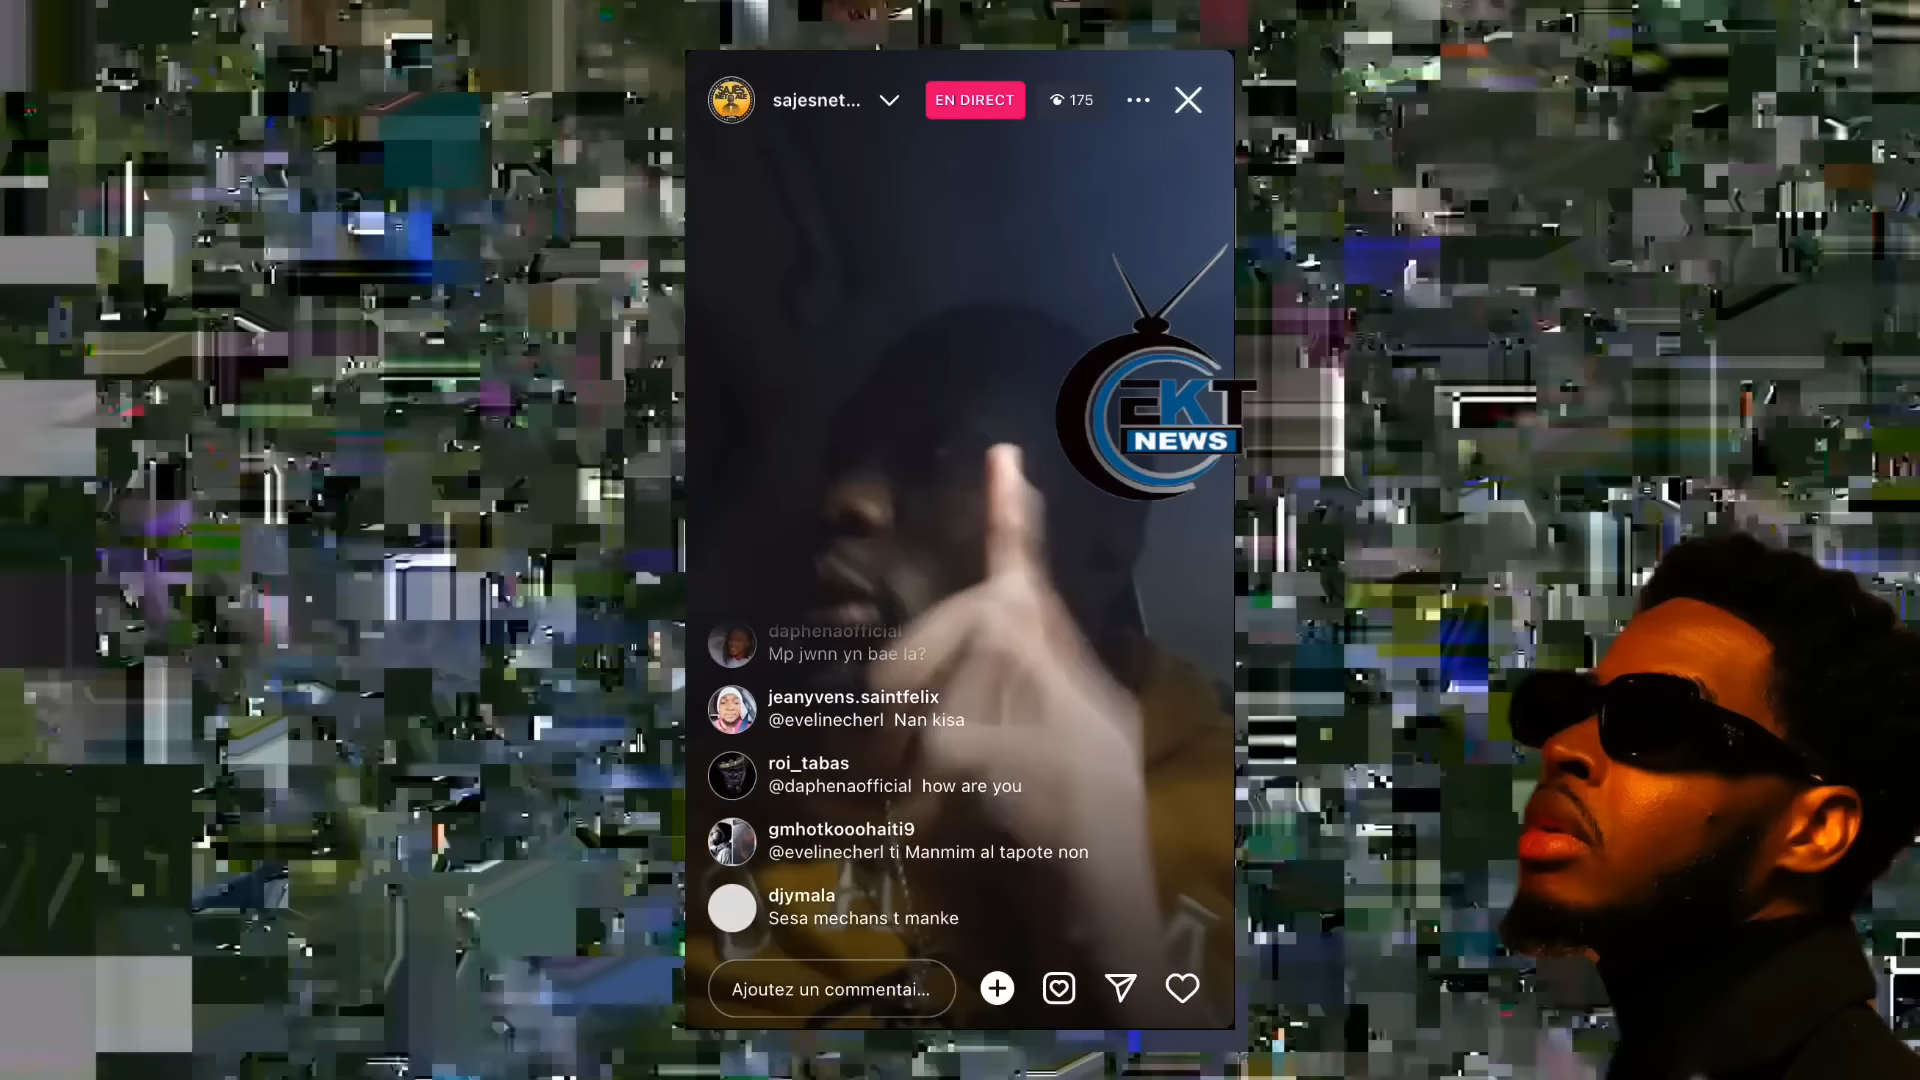 sajesnet...
EN DIRECT
175
EKT
NEWS
daphenaofficial
Mp jwnn yn bae la?
jeanyvens.saintfelix
@evelinecherl Nan kisa
roi_tabas
@daphenaofficial how are you
gmhotkooohaiti9
@evelinecherl ti Manmim al tapote non
djymala
Sesa mechans t manke
Ajoutez un commentai...